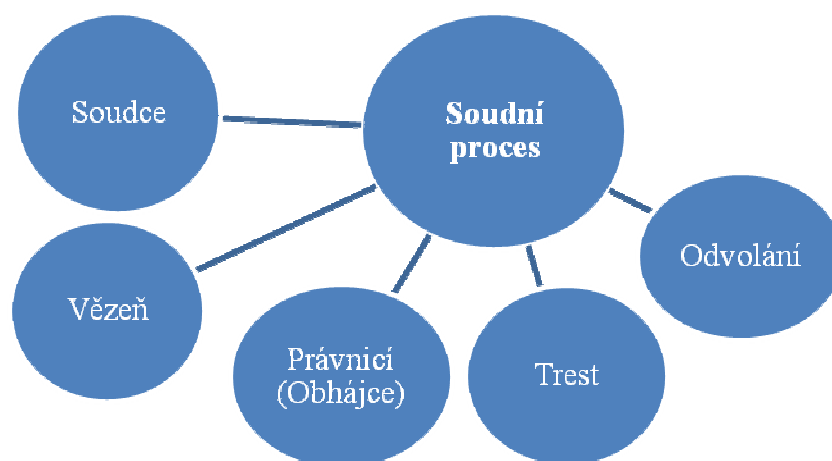 Soudce
Soudní
proces
Odvolání
Vězeň
Právnicí
(Obhájce)
Trest